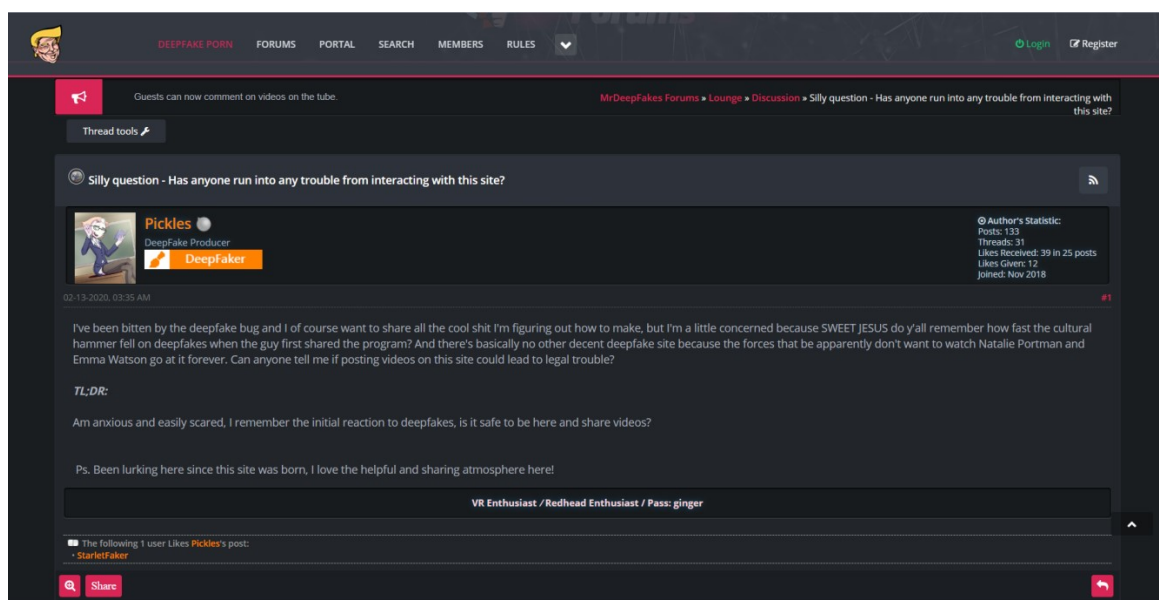 Forums
DEEPFAKE PORN FORUMS PORTAL SEARCH MEMBERS RULES Login Register
Guests can now comment on videos on the tube. MrDeepFakes Forums » Lounge » Discussion » Silly question - Has anyone run into any trouble from interacting with
this site?
Thread tools
Silly question - Has anyone run into any trouble from interacting with this site?
Pickles
DeepFake Producer
DeepFaker
Author's Statistic:
Posts: 133
Threads: 31
Likes Received: 39 in 25 posts
Likes Given: 12
Joined: Nov 2018
02-13-2020, 03:35 AM #1
I've been bitten by the deepfake bug and I of course want to share all the cool shit I'm figuring out how to make, but I'm a little concerned because SWEET JESUS do y'all remember how fast the cultural
hammer fell on deepfakes when the guy first shared the program? And there's basically no other decent deepfake site because the forces that be apparently don't want to watch Natalie Portman and
Emma Watson go at it forever. Can anyone tell me if posting videos on this site could lead to legal trouble?
TL;DR:
Am anxious and easily scared, I remember the initial reaction to deepfakes, is it safe to be here and share videos?
Ps. Been lurking here since this site was born, I love the helpful and sharing atmosphere here!
VR Enthusiast / Redhead Enthusiast / Pass: ginger
The following 1 user Likes Pickles's post:
• StarletFaker
Share